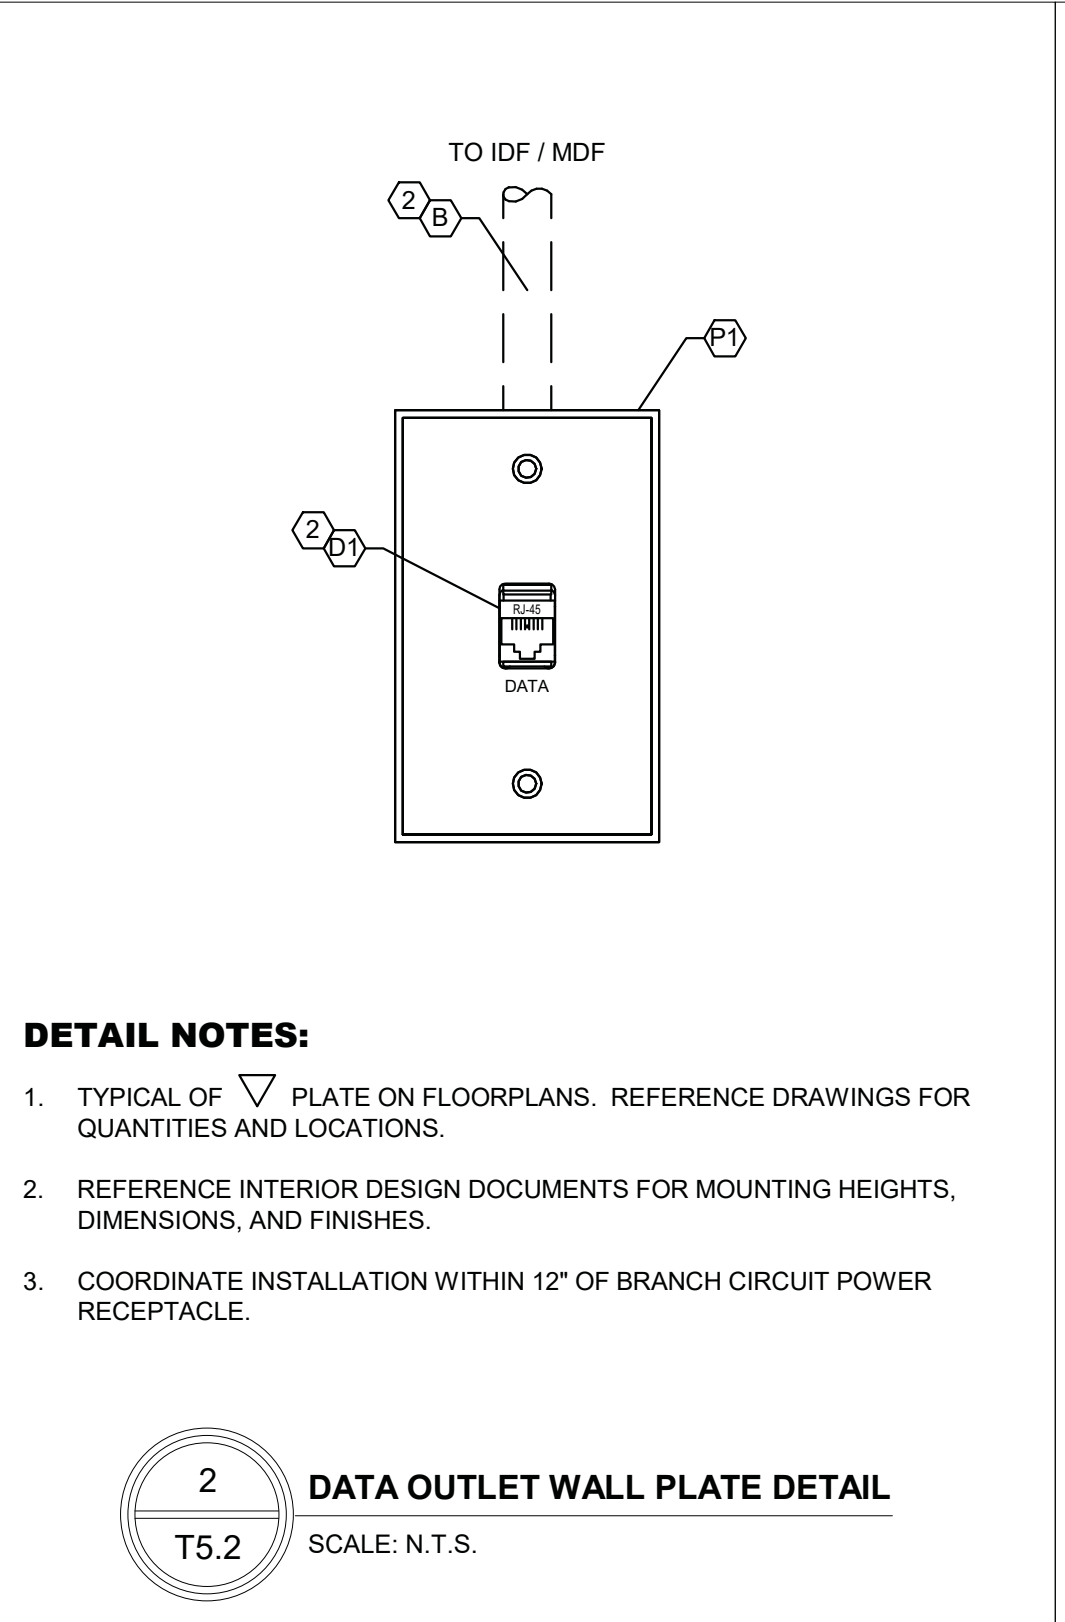 TO IDF / MDF
2
B
P1
2
D1
RJ-45
DATA
DETAIL NOTES:
1. TYPICAL OF PLATE ON FLOORPLANS. REFERENCE DRAWINGS FOR
QUANTITIES AND LOCATIONS.
2. REFERENCE INTERIOR DESIGN DOCUMENTS FOR MOUNTING HEIGHTS,
DIMENSIONS, AND FINISHES.
3. COORDINATE INSTALLATION WITHIN 12" OF BRANCH CIRCUIT POWER
RECEPTACLE.
2
T5.2
DATA OUTLET WALL PLATE DETAIL
SCALE: N.T.S.